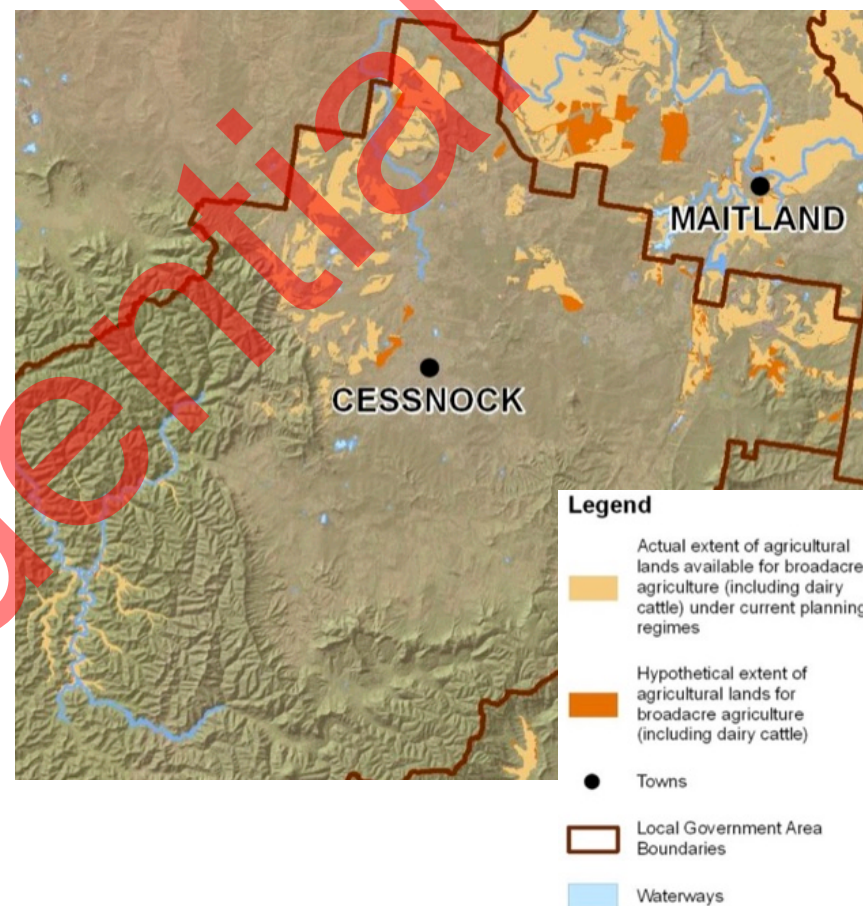 ential
MAITLAND
CESSNOCK
Legend
Actual extent of agricultural
lands available for broadacre
agriculture (including dairy
cattle) under current planning
regimes
Hypothetical extent of
agricultural lands for
broadacre agriculture
(including dairy cattle)
Towns
Local Government Area
Boundaries
Waterways